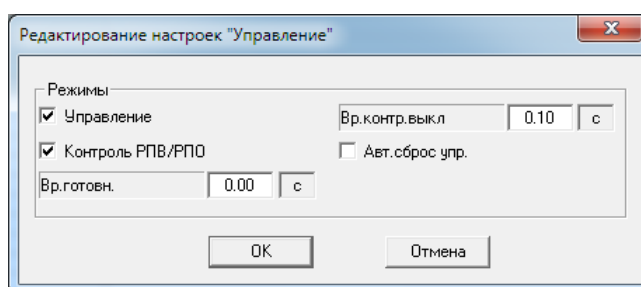 Редактирование настроек "Управление"
Режимы
Управление
Вр.контр.выкл 0.10 с
Контроль РПВ/РПО
Авт.сброс упр.
Вр.готовн. 0.00 с
OK Отмена